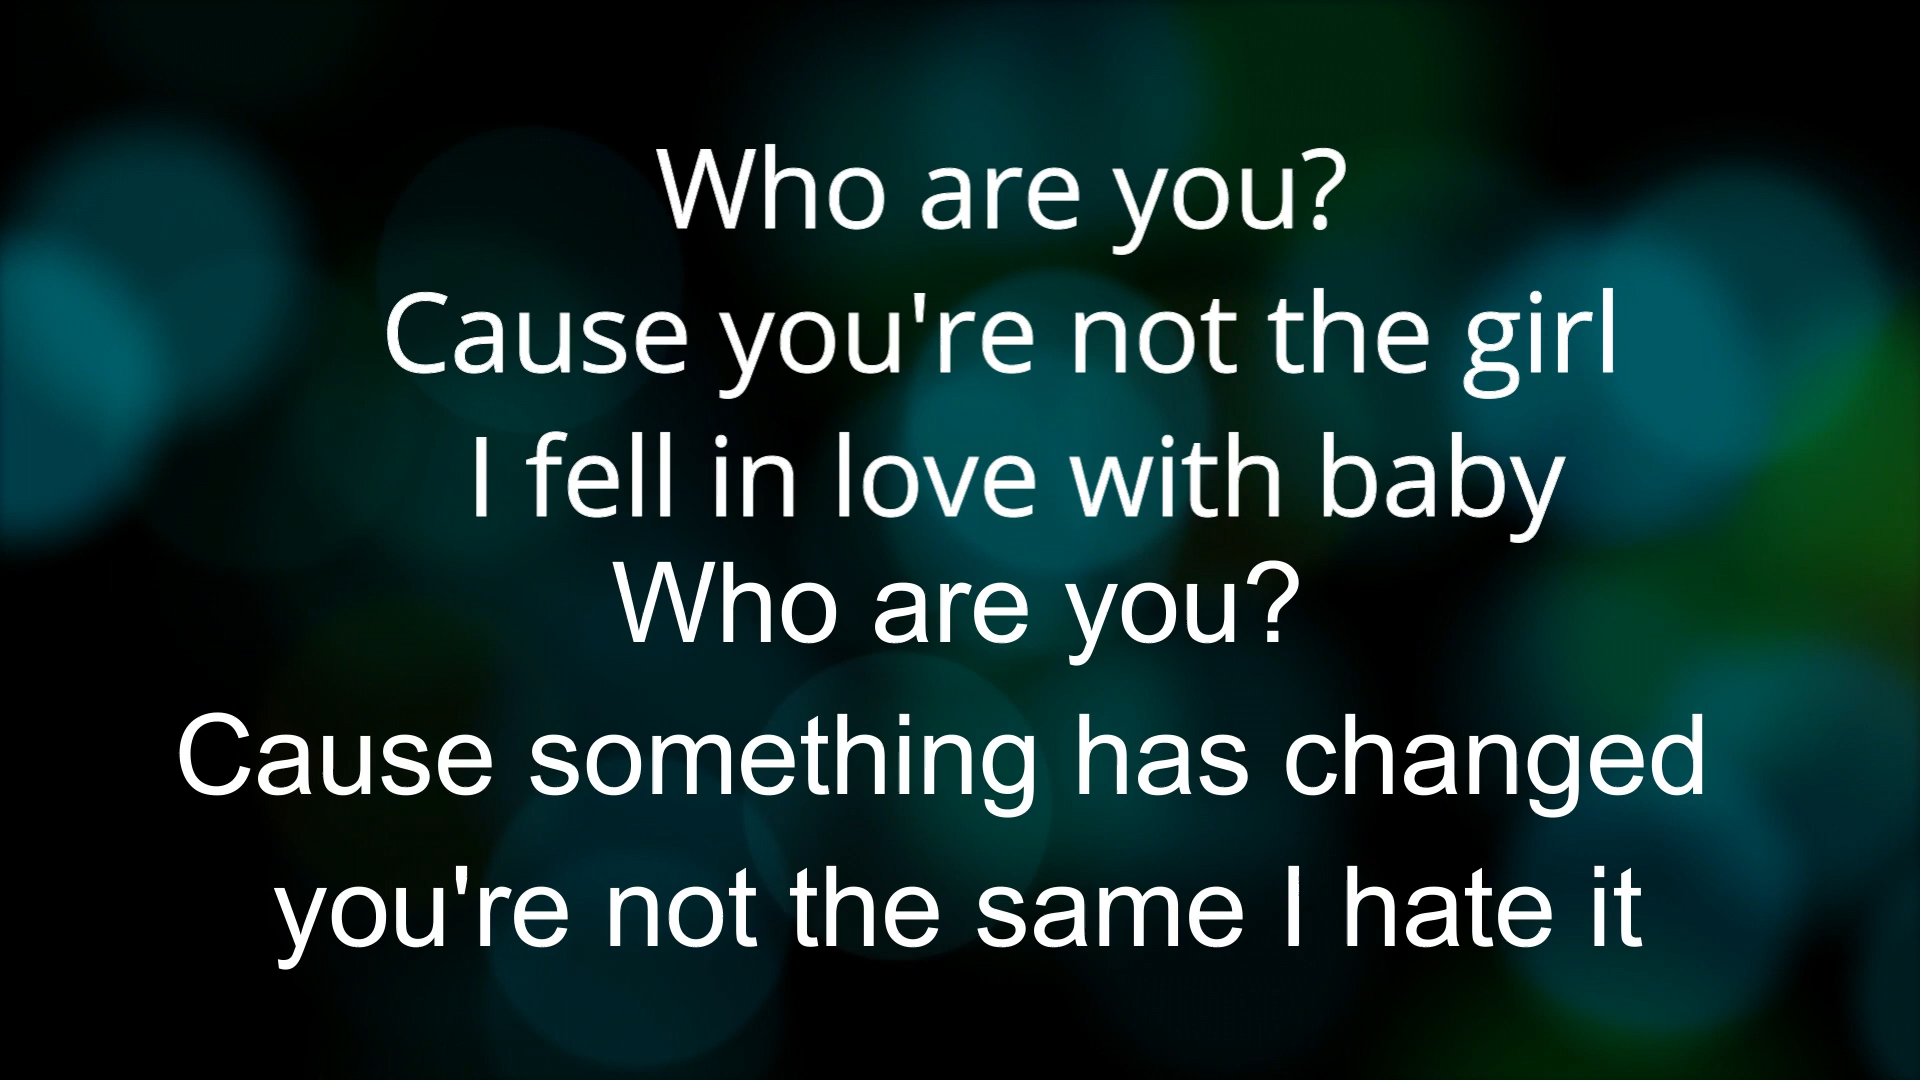 Who are you?
Cause you're not the girl
I fell in love with baby
Who are you?
Cause something has changed
you're not the same I hate it